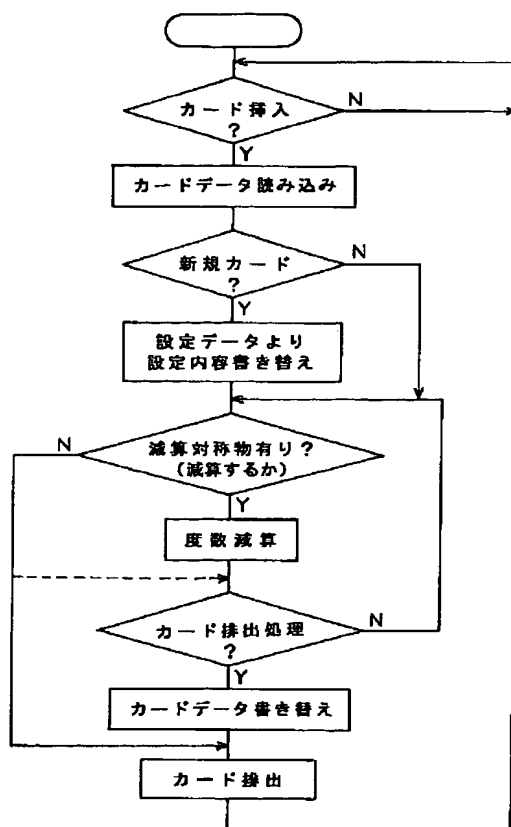 カード挿入
?
N
Y
カードデータ読み込み
新規カード
?
N
Y
設定データより
設定内容書き替え
減算対称物有り?
(減算するか)
N
Y
度数減算
カード排出処理
?
N
Y
カードデータ書き替え
カード排出